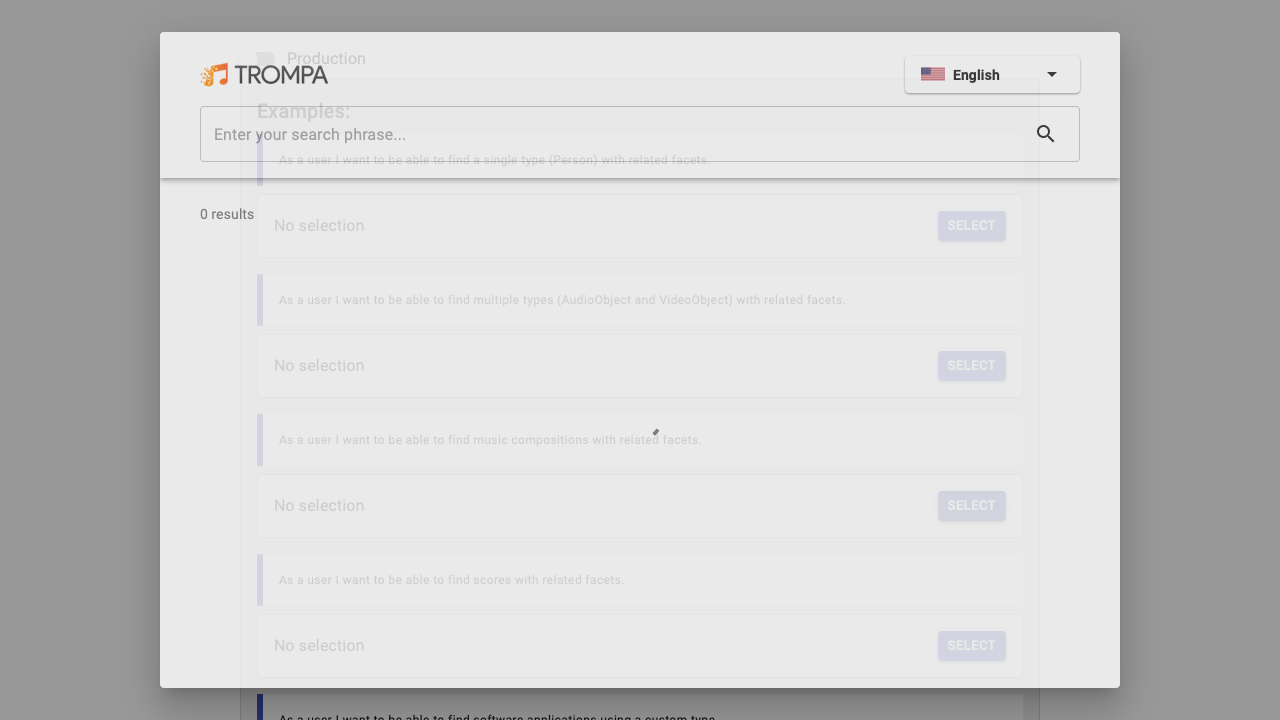 Production
TROMPA
English
Examples:
Enter your search phrase...
As a user I want to be able to find a single type (Person) with related facets.
0 results
No selection
SELECT
As a user I want to be able to find multiple types (AudioObject and VideoObject) with related facets.
No selection
SELECT
As a user I want to be able to find music compositions with related facets.
No selection
SELECT
As a user I want to be able to find scores with related facets.
No selection
SELECT
As a user I want to be able to find software applications using a custom type.